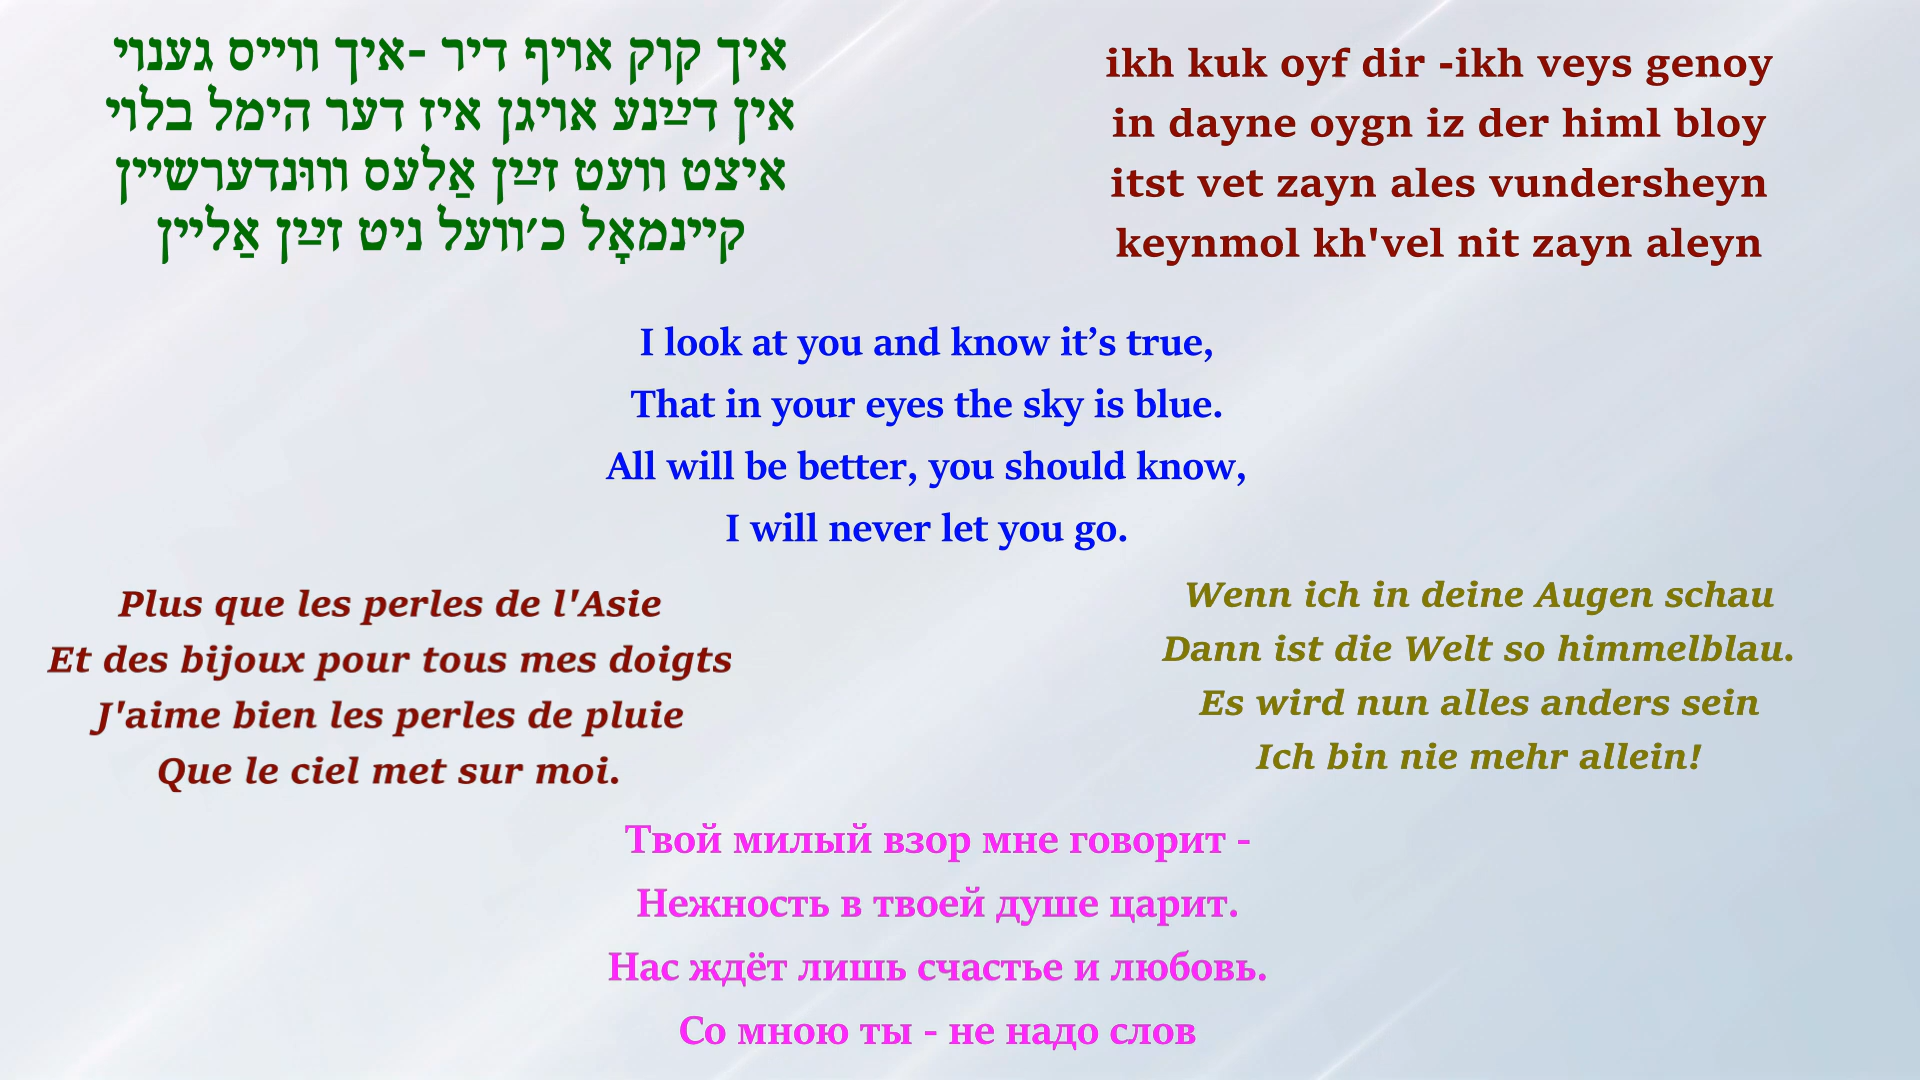 איך קוק אויף דיר -איך ווייס גענוי
אין דײַנע אויגן איז דער הימל בלוי
איצט וועט זײַן אַלעס וווּנדערשיין
קיינמאָל כ׳וועל ניט זײַן אַליין
ikh kuk oyf dir -ikh veys genoy
in dayne oygn iz der himl bloy
itst vet zayn ales vundersheyn
keynmol kh'vel nit zayn aleyn
I look at you and know it’s true,
That in your eyes the sky is blue.
All will be better, you should know,
I will never let you go.
Plus que les perles de l'Asie
Et des bijoux pour tous mes doigts
J'aime bien les perles de pluie
Que le ciel met sur moi.
Wenn ich in deine Augen schau
Dann ist die Welt so himmelblau.
Es wird nun alles anders sein
Ich bin nie mehr allein!
Твой милый взор мне говорит -
Нежность в твоей душе царит.
Нас ждёт лишь счастье и любовь.
Со мною ты - не надо слов